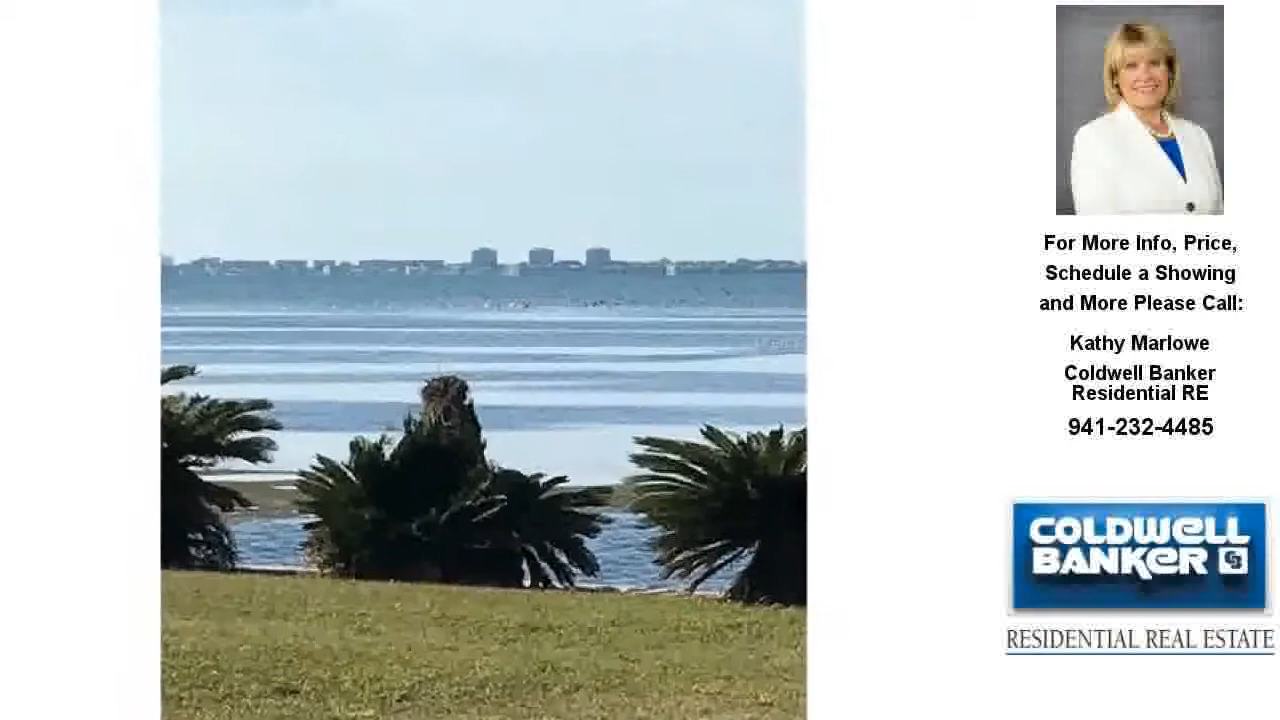 For More Info, Price,
Schedule a Showing
and More Please Call:
Kathy Marlowe
Coldwell Banker
Residential RE
941-232-4485
COLDWELL
BANKER
RESIDENTIAL REAL ESTATE